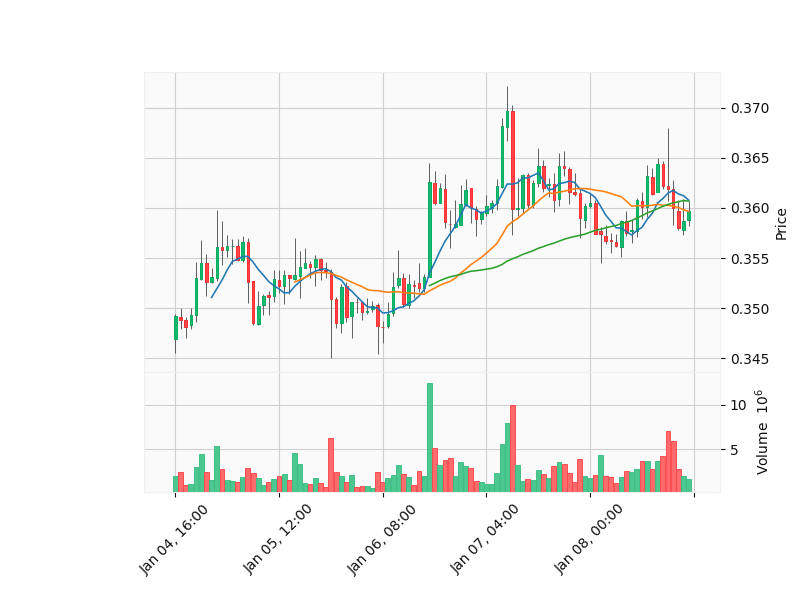 0.370
0.365
0.360
0.355
0.350
0.345
Price
10
5
Volume 10^6
Jan 04, 16:00
Jan 05, 12:00
Jan 06, 08:00
Jan 07, 04:00
Jan 08, 00:00